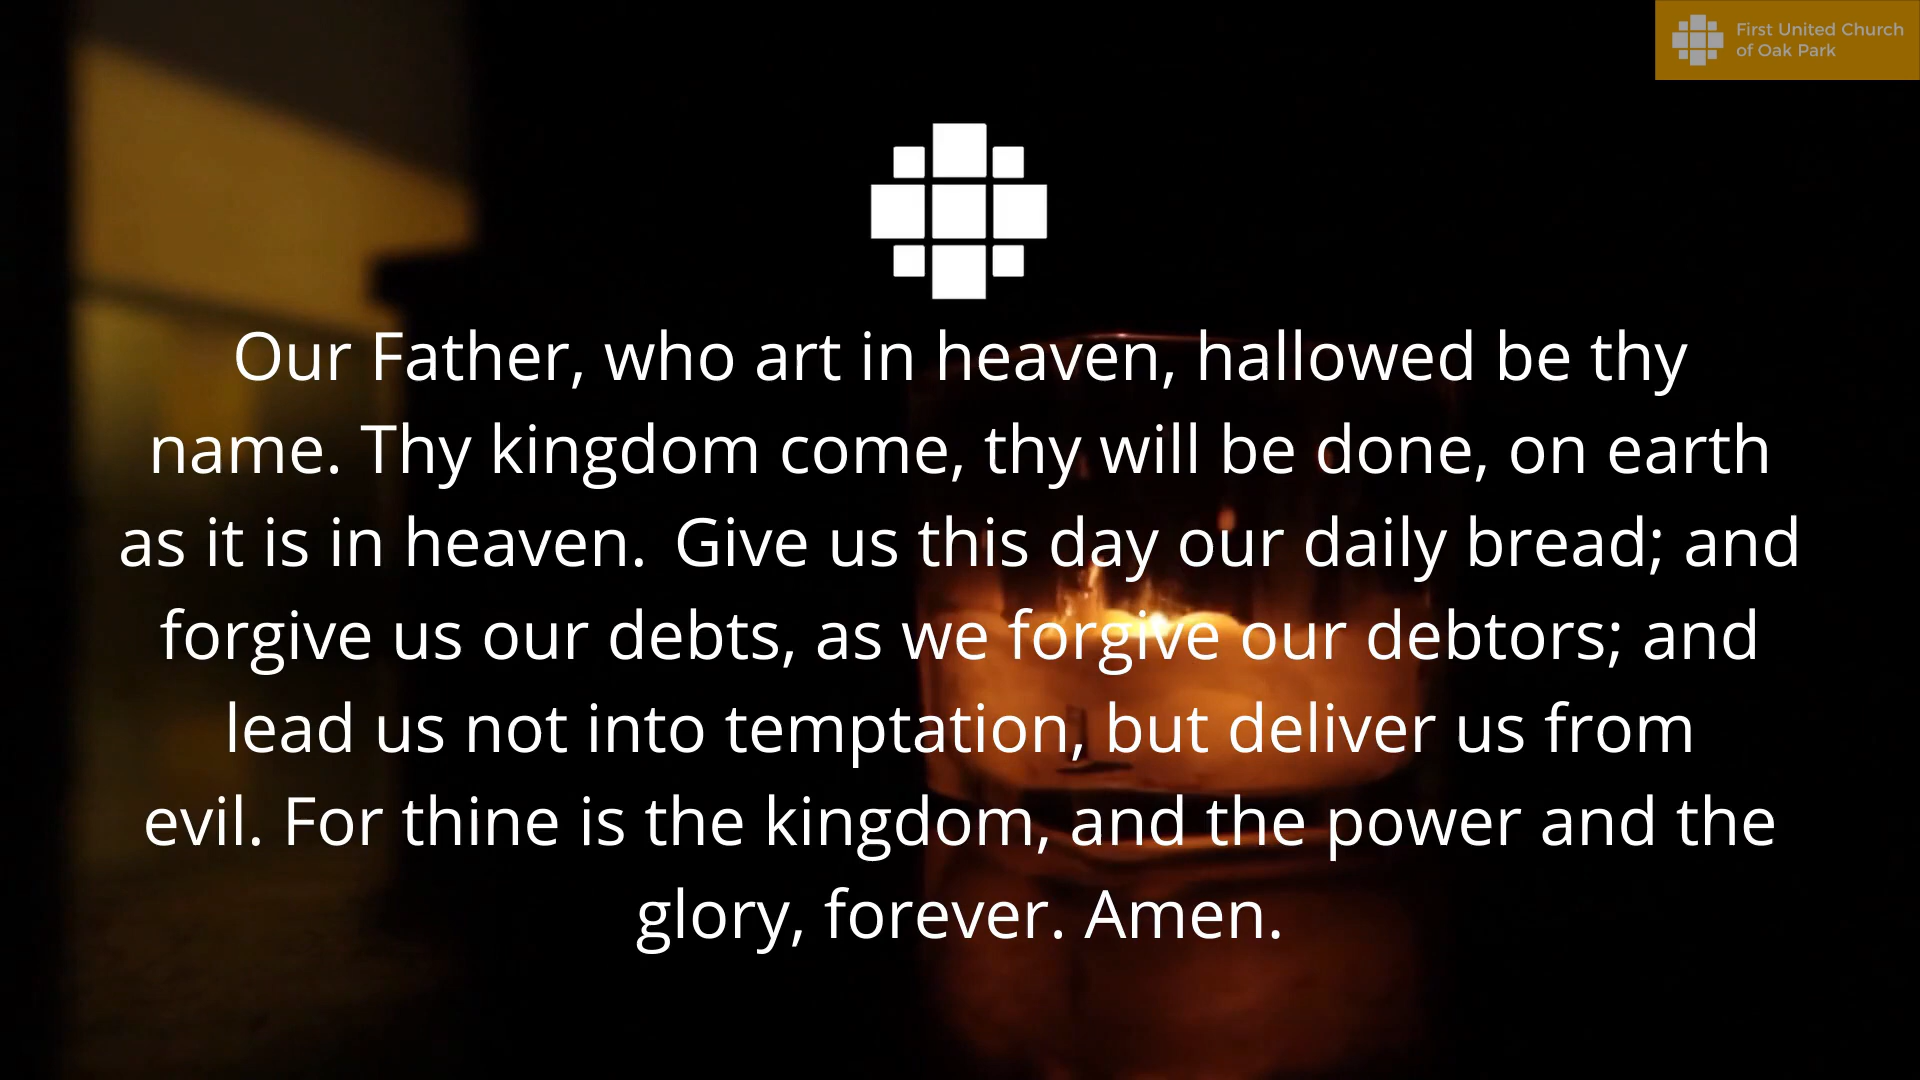 First United Church
of Oak Park
Our Father, who art in heaven, hallowed be thy
name. Thy kingdom come, thy will be done, on earth
as it is in heaven. Give us this day our daily bread; and
forgive us our debts, as we forgive our debtors; and
lead us not into temptation, but deliver us from
evil. For thine is the kingdom, and the power and the
glory, forever. Amen.